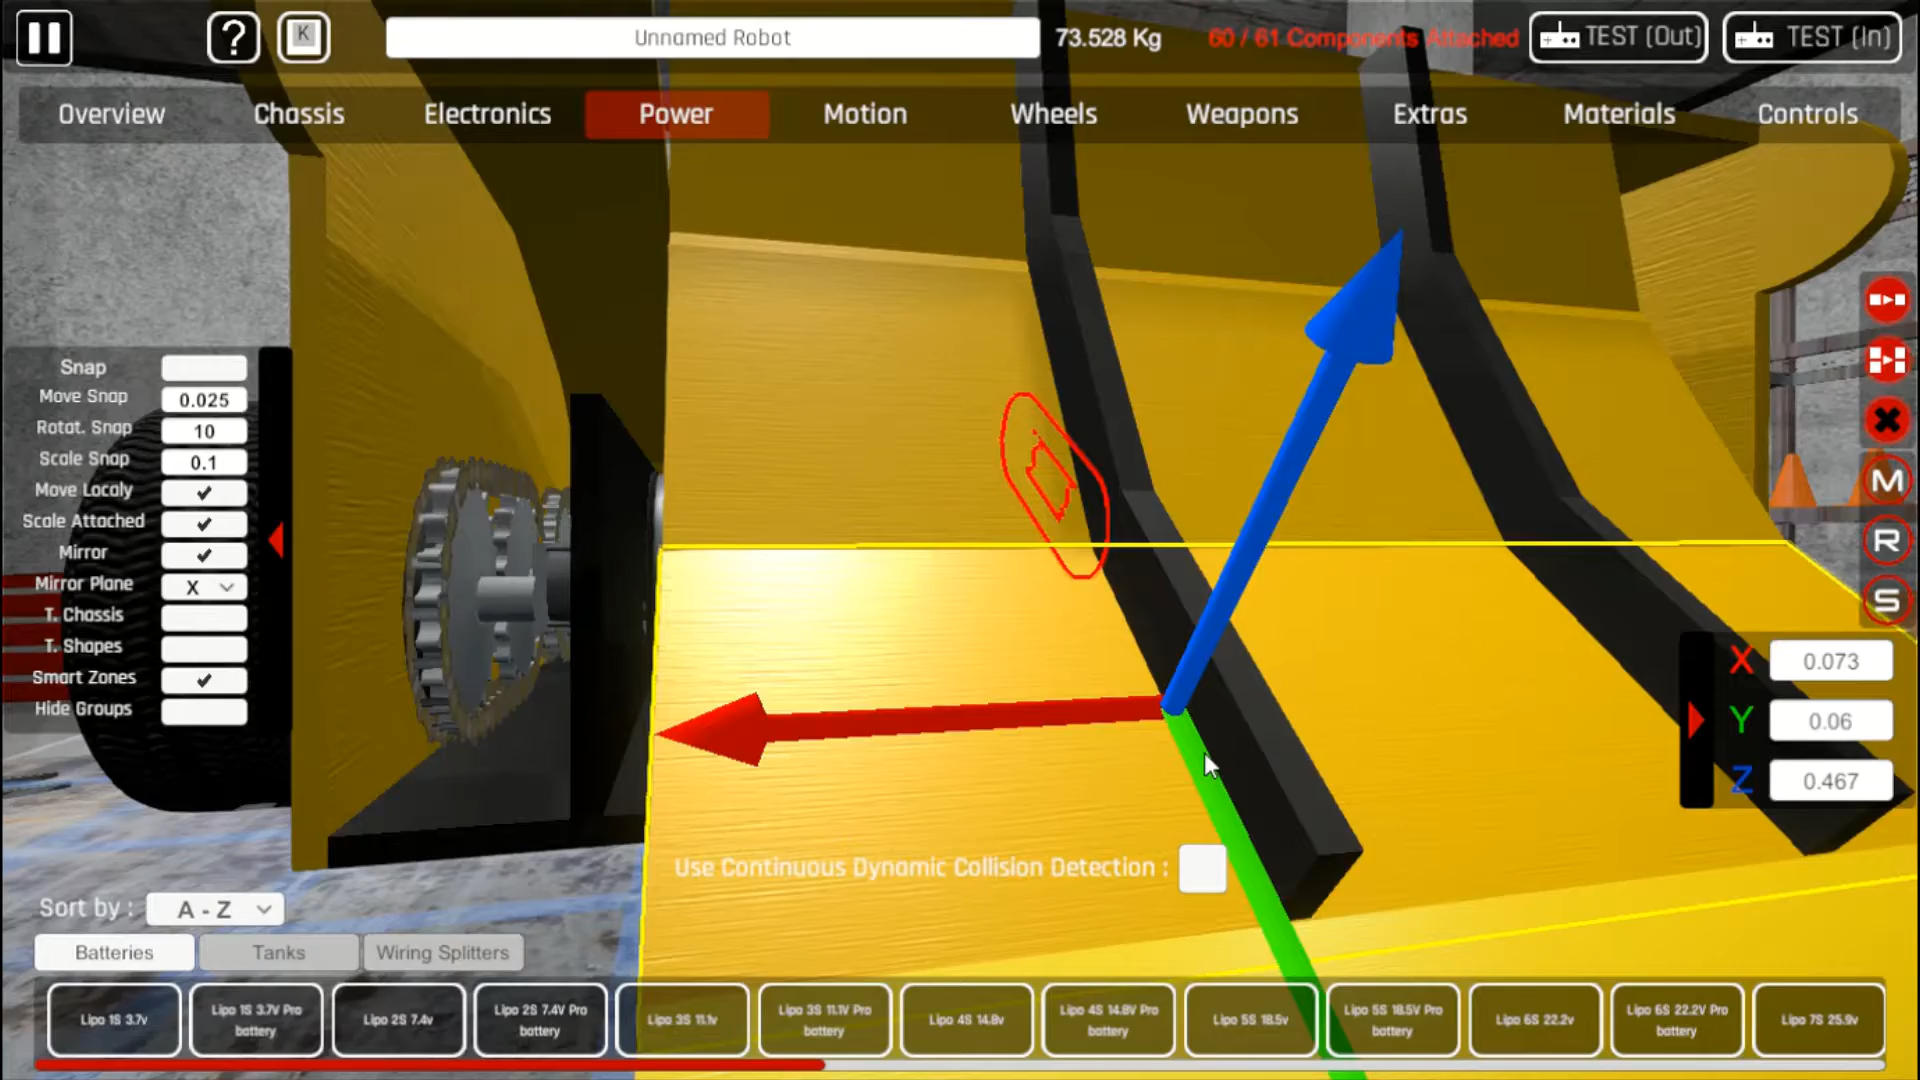 K
Unnamed Robot
73.528 Kg
60 / 61 Components Attached
TEST (Out)
TEST (In)
Overview
Chassis
Electronics
Power
Motion
Wheels
Weapons
Extras
Materials
Controls
Snap
Move Snap 0.025
Rotat. Snap 10
Scale Snap 0.1
Move Localy
Scale Attached
Mirror
Mirror Plane X
T. Chassis
T. Shapes
Smart Zones
Hide Groups
M
R
S
X 0.073
Y 0.06
Z 0.467
Use Continuous Dynamic Collision Detection :
Sort by : A - Z
Batteries
Tanks
Wiring Splitters
Lipo 1S 3.7v
Lipo 1S 3.7V Pro
battery
Lipo 2S 7.4v
Lipo 2S 7.4V Pro
battery
Lipo 3S 11.1v
Lipo 3S 11.1V Pro
battery
Lipo 4S 14.8v
Lipo 4S 14.8V Pro
battery
Lipo 5S 18.5v
Lipo 5S 18.5V Pro
battery
Lipo 6S 22.2v
Lipo 6S 22.2V Pro
battery
Lipo 7S 25.9v